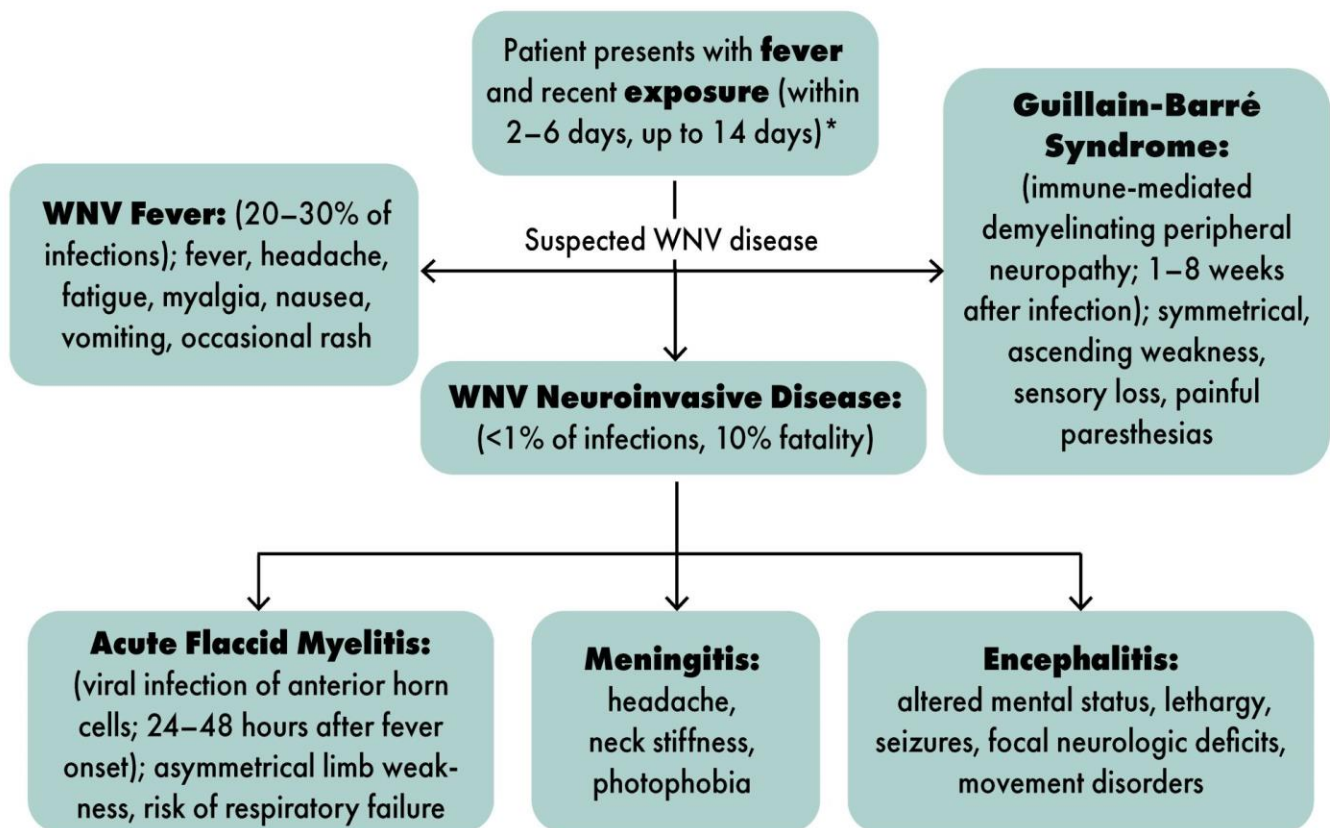 Patient presents with fever
and recent exposure (within
2–6 days, up to 14 days)*
Guillain-Barré
Syndrome:
(immune-mediated
demyelinating peripheral
neuropathy; 1–8 weeks
after infection); symmetrical,
ascending weakness,
sensory loss, painful
paresthesias
WNV Fever: (20–30% of
infections); fever, headache,
fatigue, myalgia, nausea,
vomiting, occasional rash
Suspected WNV disease
WNV Neuroinvasive Disease:
(<1% of infections, 10% fatality)
Acute Flaccid Myelitis:
(viral infection of anterior horn
cells; 24–48 hours after fever
onset); asymmetrical limb weak-
ness, risk of respiratory failure
Meningitis:
headache,
neck stiffness,
photophobia
Encephalitis:
altered mental status, lethargy,
seizures, focal neurologic deficits,
movement disorders